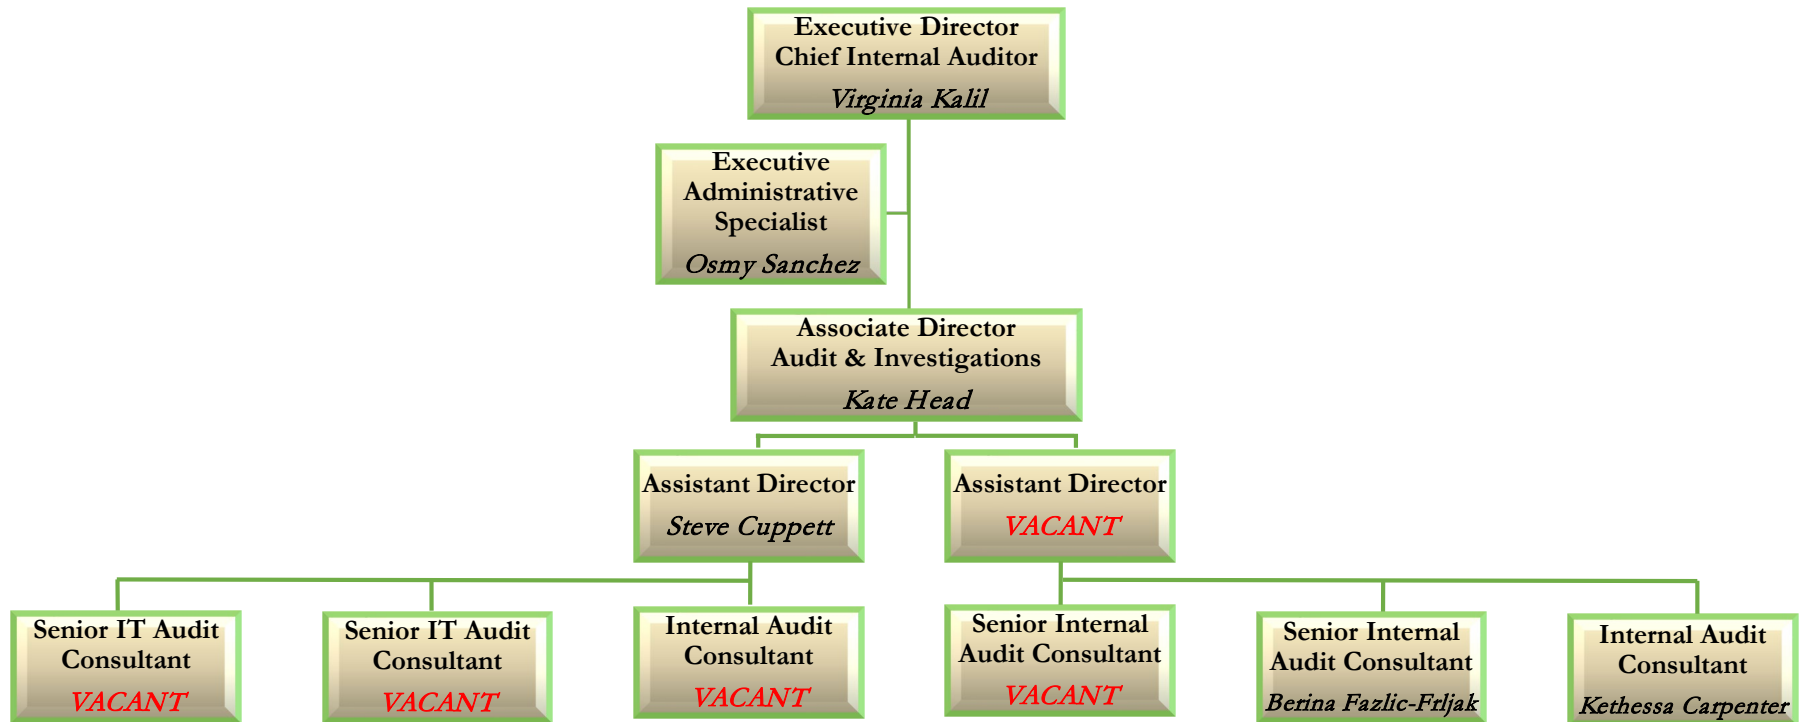 Executive Director
Chief Internal Auditor
Virginia Kalil
Executive
Administrative
Specialist
Osmy Sanchez
Associate Director
Audit & Investigations
Kate Head
Assistant Director
Steve Cuppett
Assistant Director
VACANT
Senior IT Audit
Consultant
VACANT
Senior IT Audit
Consultant
VACANT
Internal Audit
Consultant
VACANT
Senior Internal
Audit Consultant
VACANT
Senior Internal
Audit Consultant
Berina Fazlic-Frljak
Internal Audit
Consultant
Kethessa Carpenter